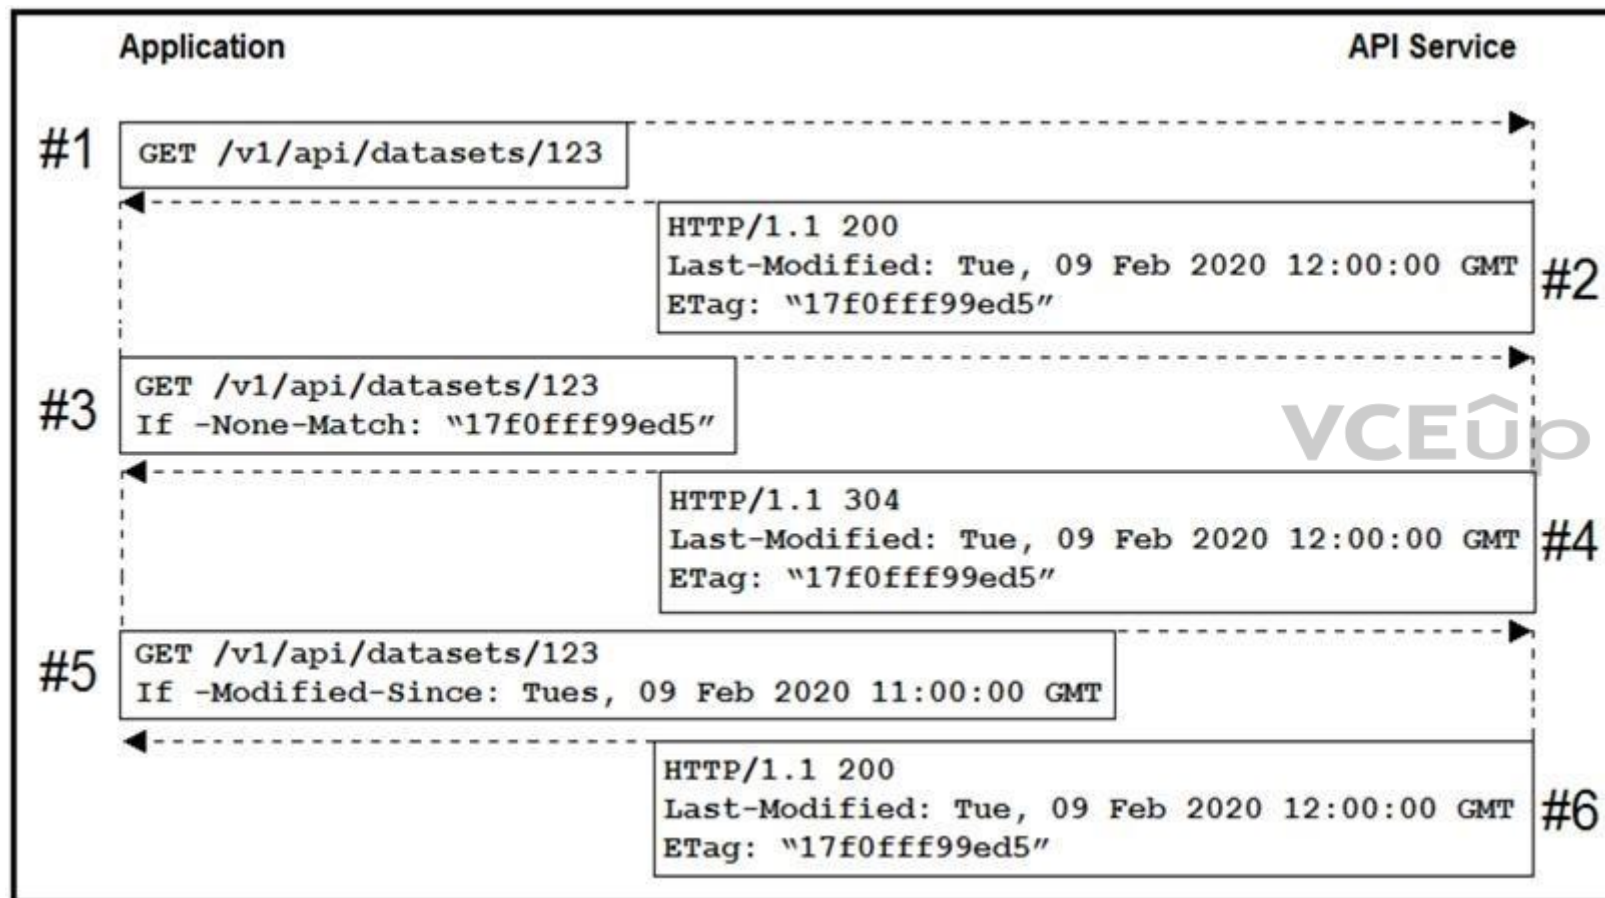 Application
API Service
#1
GET /v1/api/datasets/123
HTTP/1.1 200
Last-Modified: Tue, 09 Feb 2020 12:00:00 GMT
ETag: “17f0fff99ed5”
#2
#3
GET /v1/api/datasets/123
If -None-Match: “17f0fff99ed5”
VCEûp
HTTP/1.1 304
Last-Modified: Tue, 09 Feb 2020 12:00:00 GMT
ETag: “17f0fff99ed5”
#4
#5
GET /v1/api/datasets/123
If -Modified-Since: Tues, 09 Feb 2020 11:00:00 GMT
HTTP/1.1 200
Last-Modified: Tue, 09 Feb 2020 12:00:00 GMT
ETag: “17f0fff99ed5”
#6